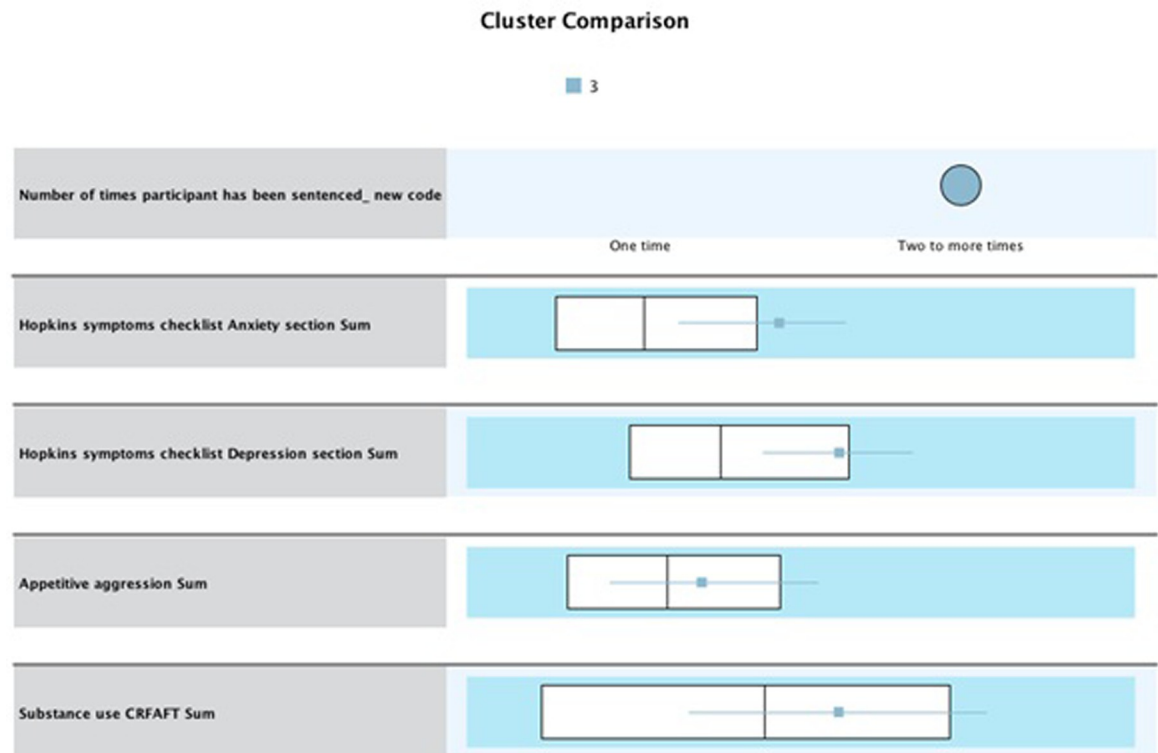 Cluster Comparison
3
Number of times participant has been sentenced_ new code
One time Two to more times
Hopkins symptoms checklist Anxiety section Sum
Hopkins symptoms checklist Depression section Sum
Appetitive aggression Sum
Substance use CRFAFT Sum